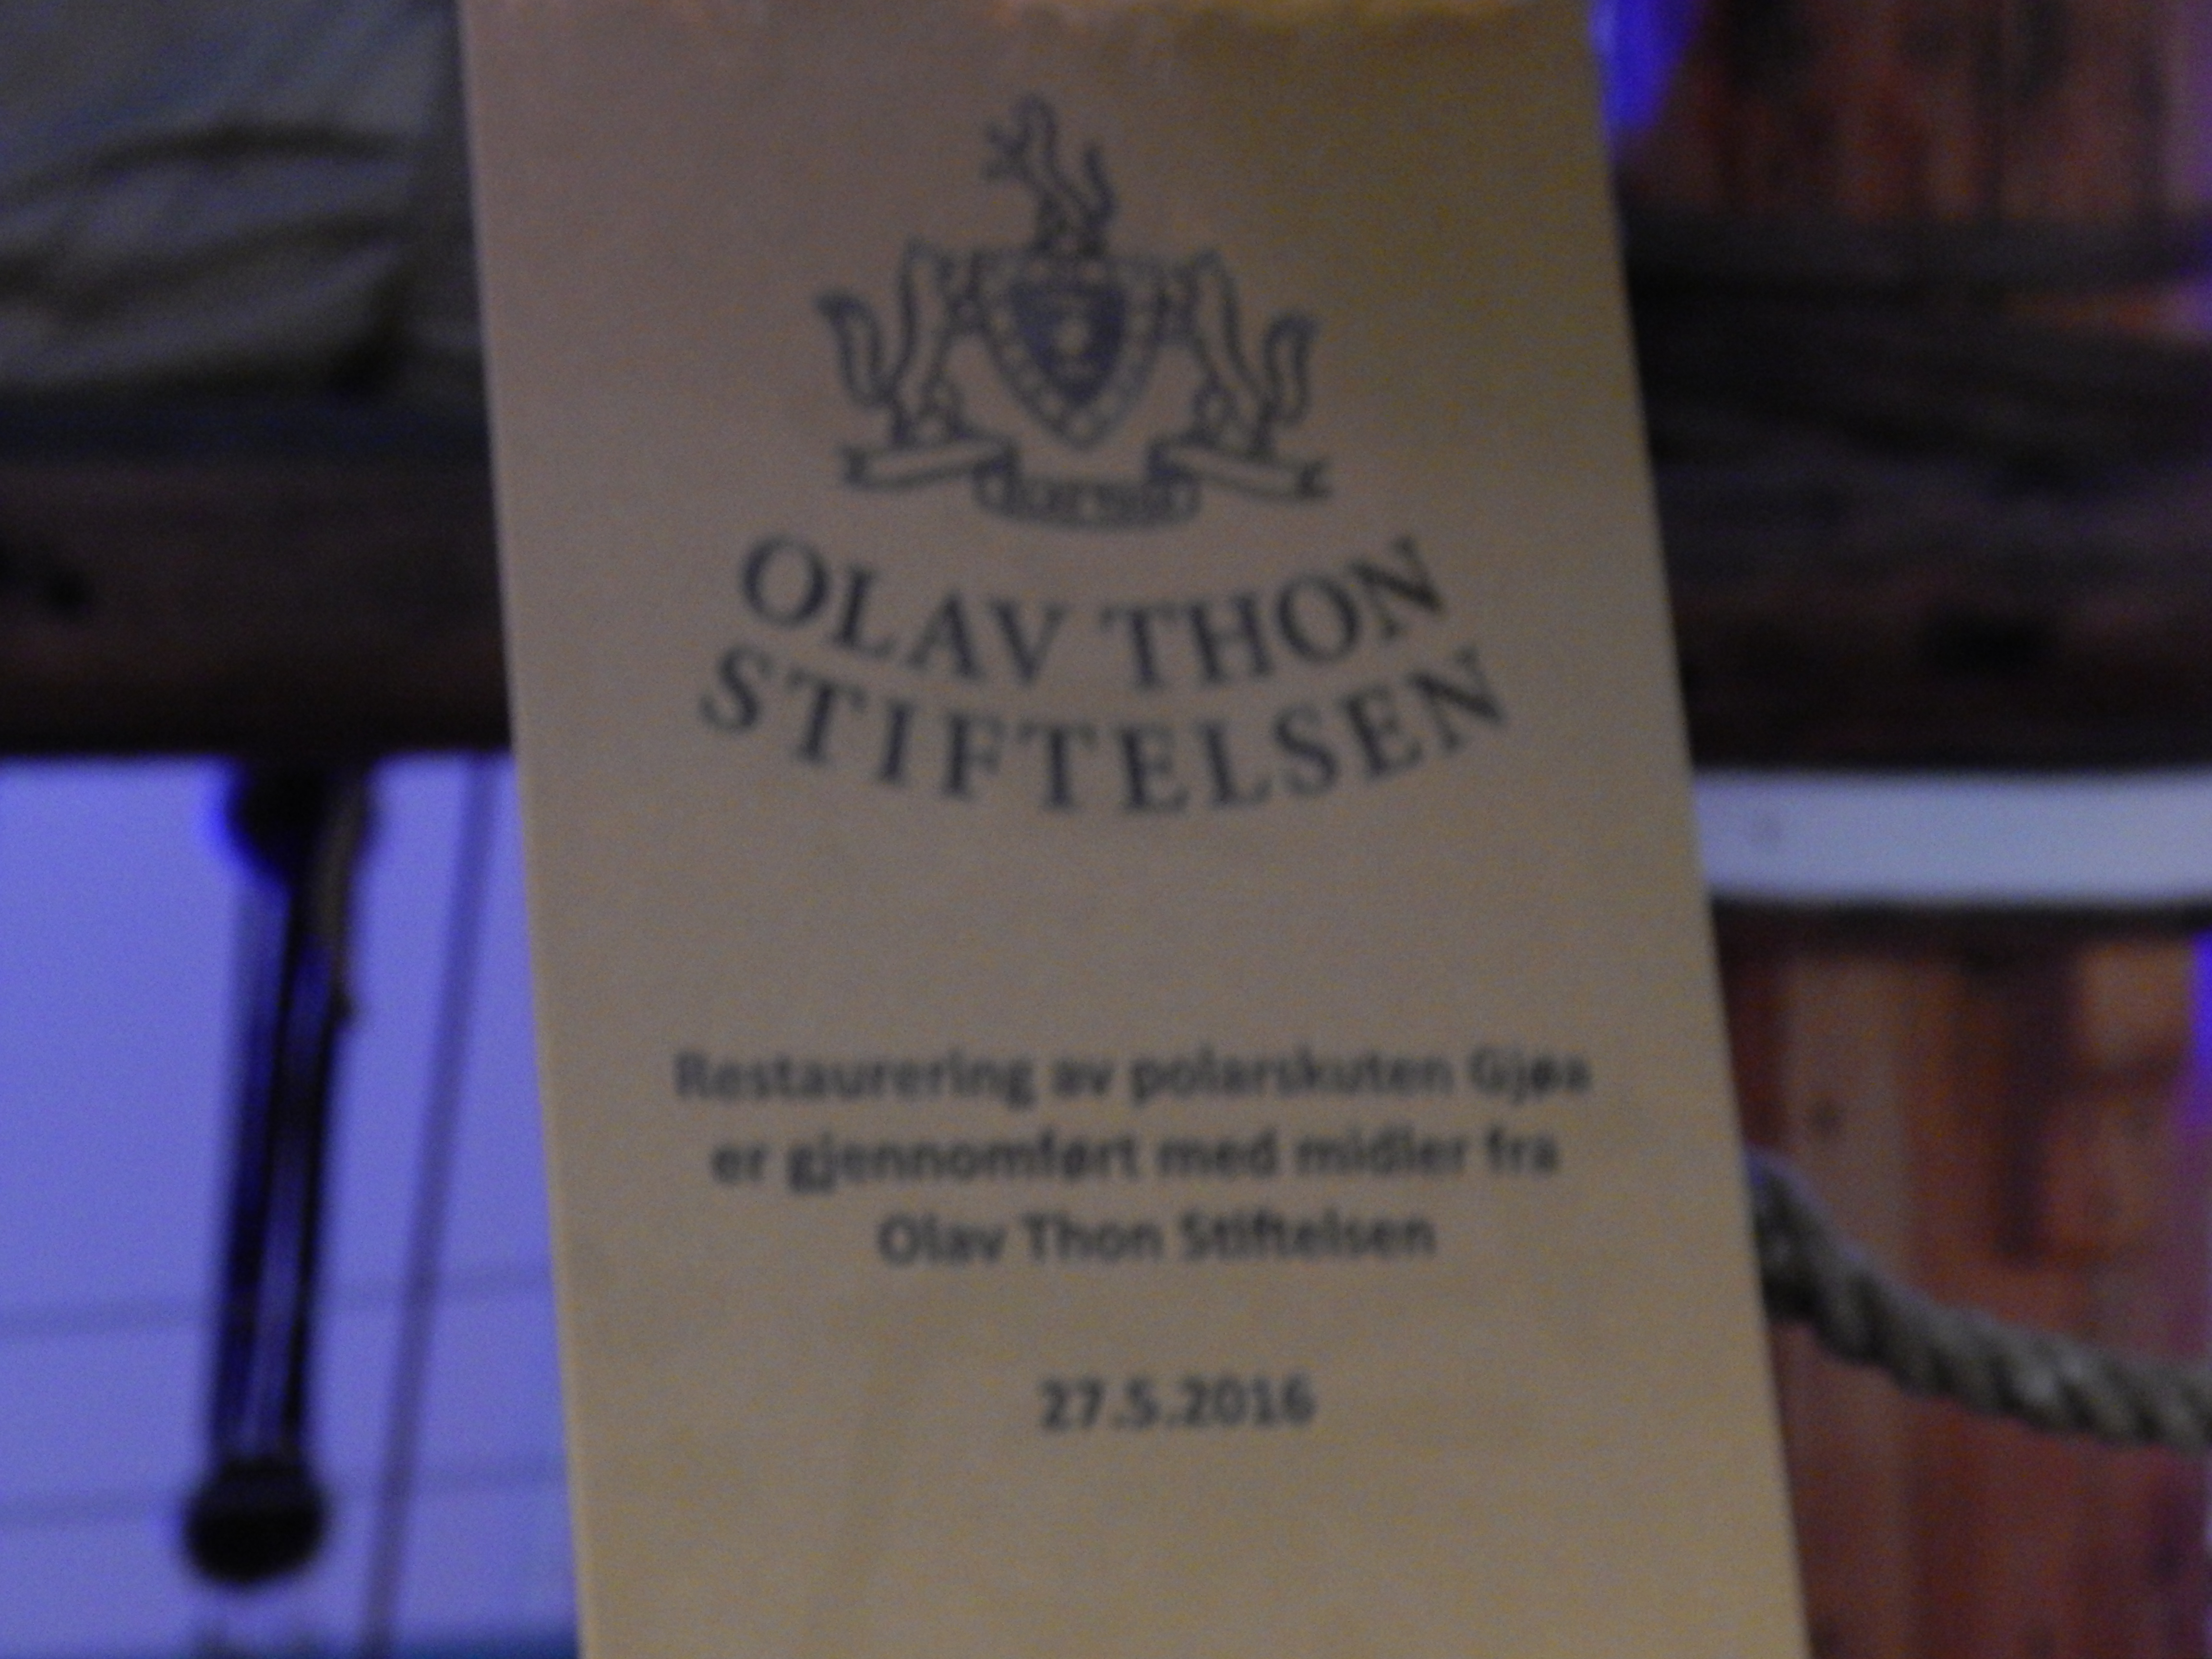 OLAV THON
STIFTELSEN
Restaurering av polarskuten Gjøa
er gjennomført med midler fra
Olav Thon Stiftelsen
27.5.2016